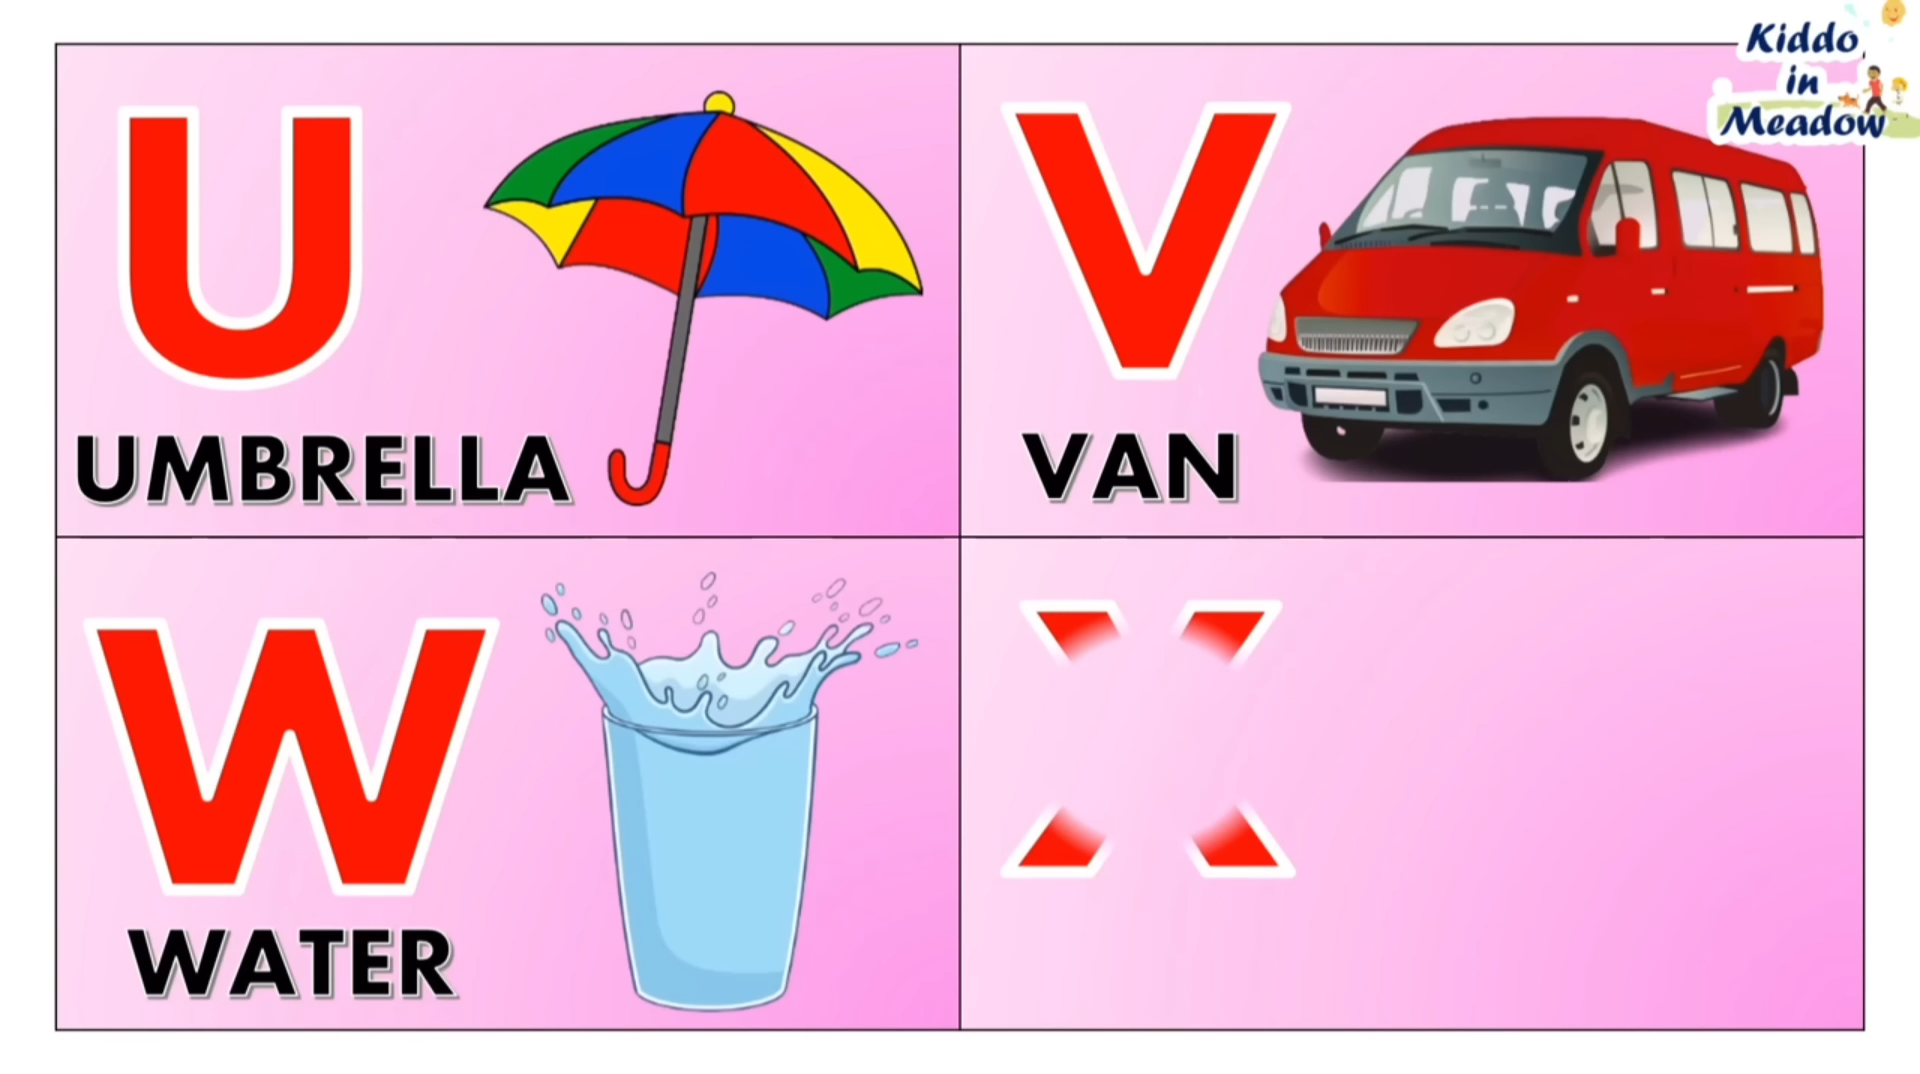 Kiddo
in
Meadow
U
UMBRELLA
V
VAN
W
WATER
X